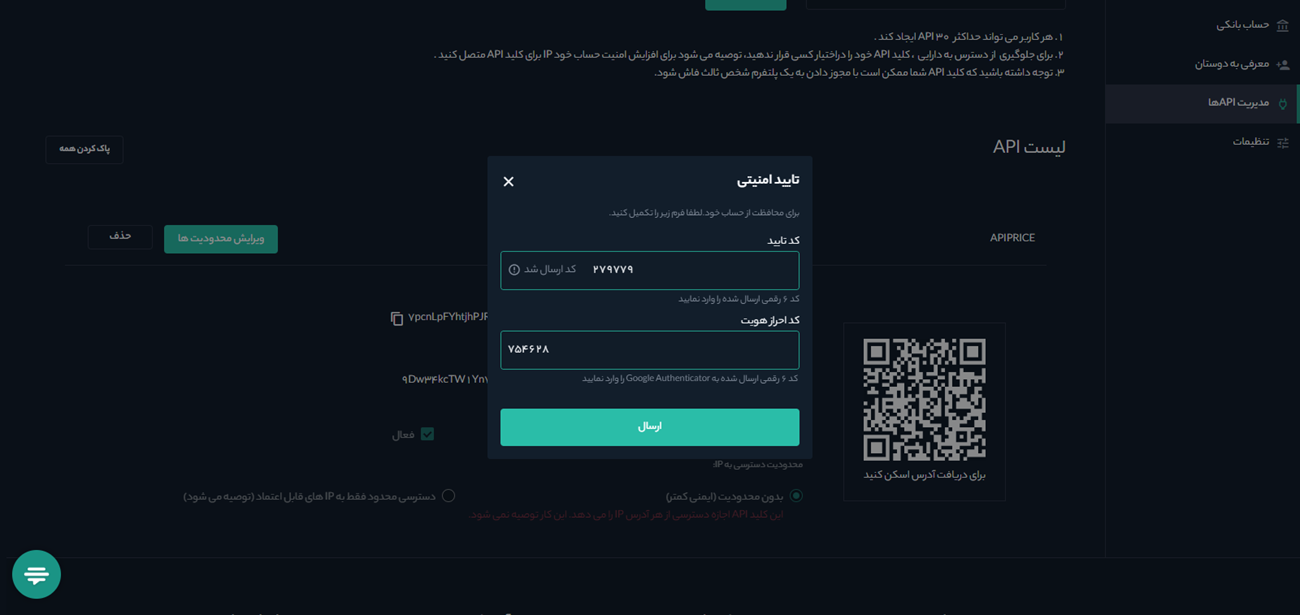 حساب بانکی
معرفی به دوستان
مدیریت APIها
تنظیمات
۱. هر کاربر می تواند حداکثر ۳۰ API ایجاد کند .
۲. برای جلوگیری از دسترس به دارایی ، کلید API خود را دراختیار کسی قرار ندهید، توصیه می شود برای افزایش امنیت حساب خود IP برای کلید API متصل کنید .
۳. توجه داشته باشید که کلید API شما ممکن است با مجوز دادن به یک پلتفرم شخص ثالث فاش شود.
لیست API
پاک کردن همه
APIPRICE
ویرایش محدودیت ها
حذف
تایید امنیتی
برای محافظت از حساب خود.لطفا فرم زیر را تکمیل کنید.
کد تایید
۲۷۹۷۷۹
کد ارسال شد
کد ۶ رقمی ارسال شده را وارد نمایید
کد احراز هویت
۷۵۴۶۲۸
کد ۶ رقمی ارسال شده به Google Authenticator را وارد نمایید
ارسال
۷pcnLpFYhtjhPJF
۹Dw۳۴kcTW۱Yn۷
فعال
برای دریافت آدرس اسکن کنید
محدودیت دسترسی به IP:
بدون محدودیت (ایمنی کمتر)
دسترسی محدود فقط به IP های قابل اعتماد (توصیه می شود)
این کلید API اجازه دسترسی از هر آدرس IP را می دهد. این کار توصیه نمی شود.